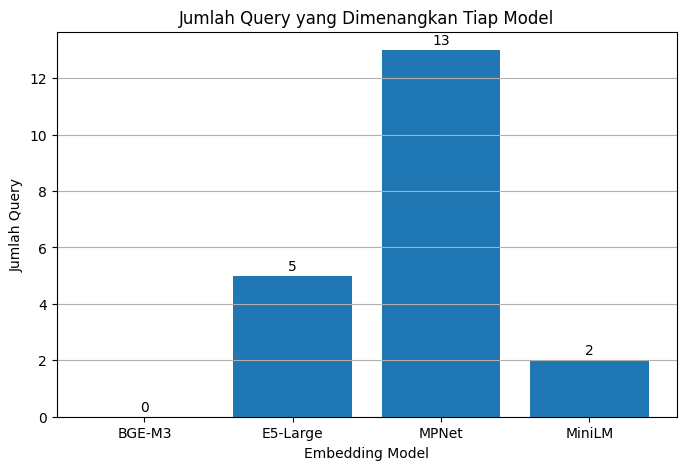 Jumlah Query yang Dimenangkan Tiap Model
Jumlah Query
12
10
8
6
4
2
0
0
5
13
2
BGE-M3
E5-Large
MPNet
MiniLM
Embedding Model